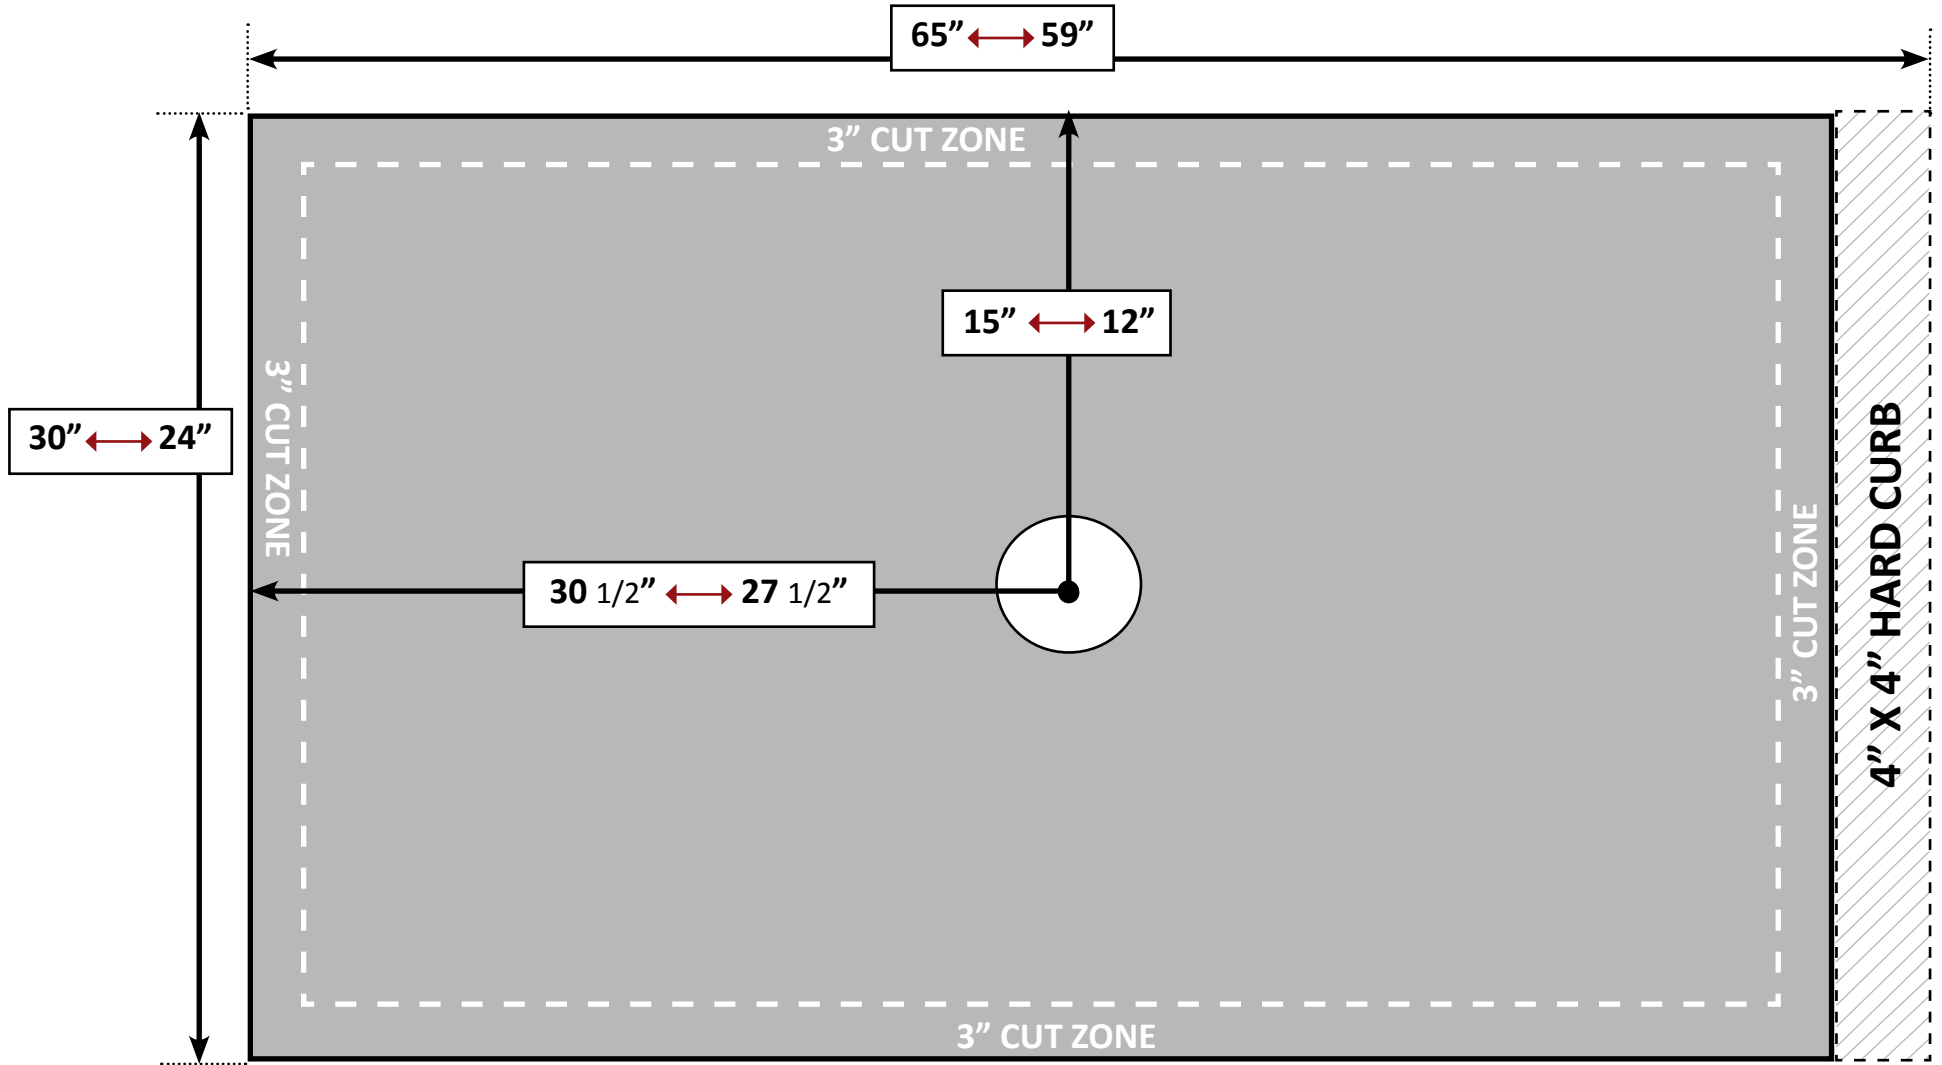 65” 59”
3” CUT ZONE
15” 12”
30” 24”
3” CUT ZONE
30 1/2” 27 1/2”
3” CUT ZONE
4” X 4” HARD CURB
3” CUT ZONE